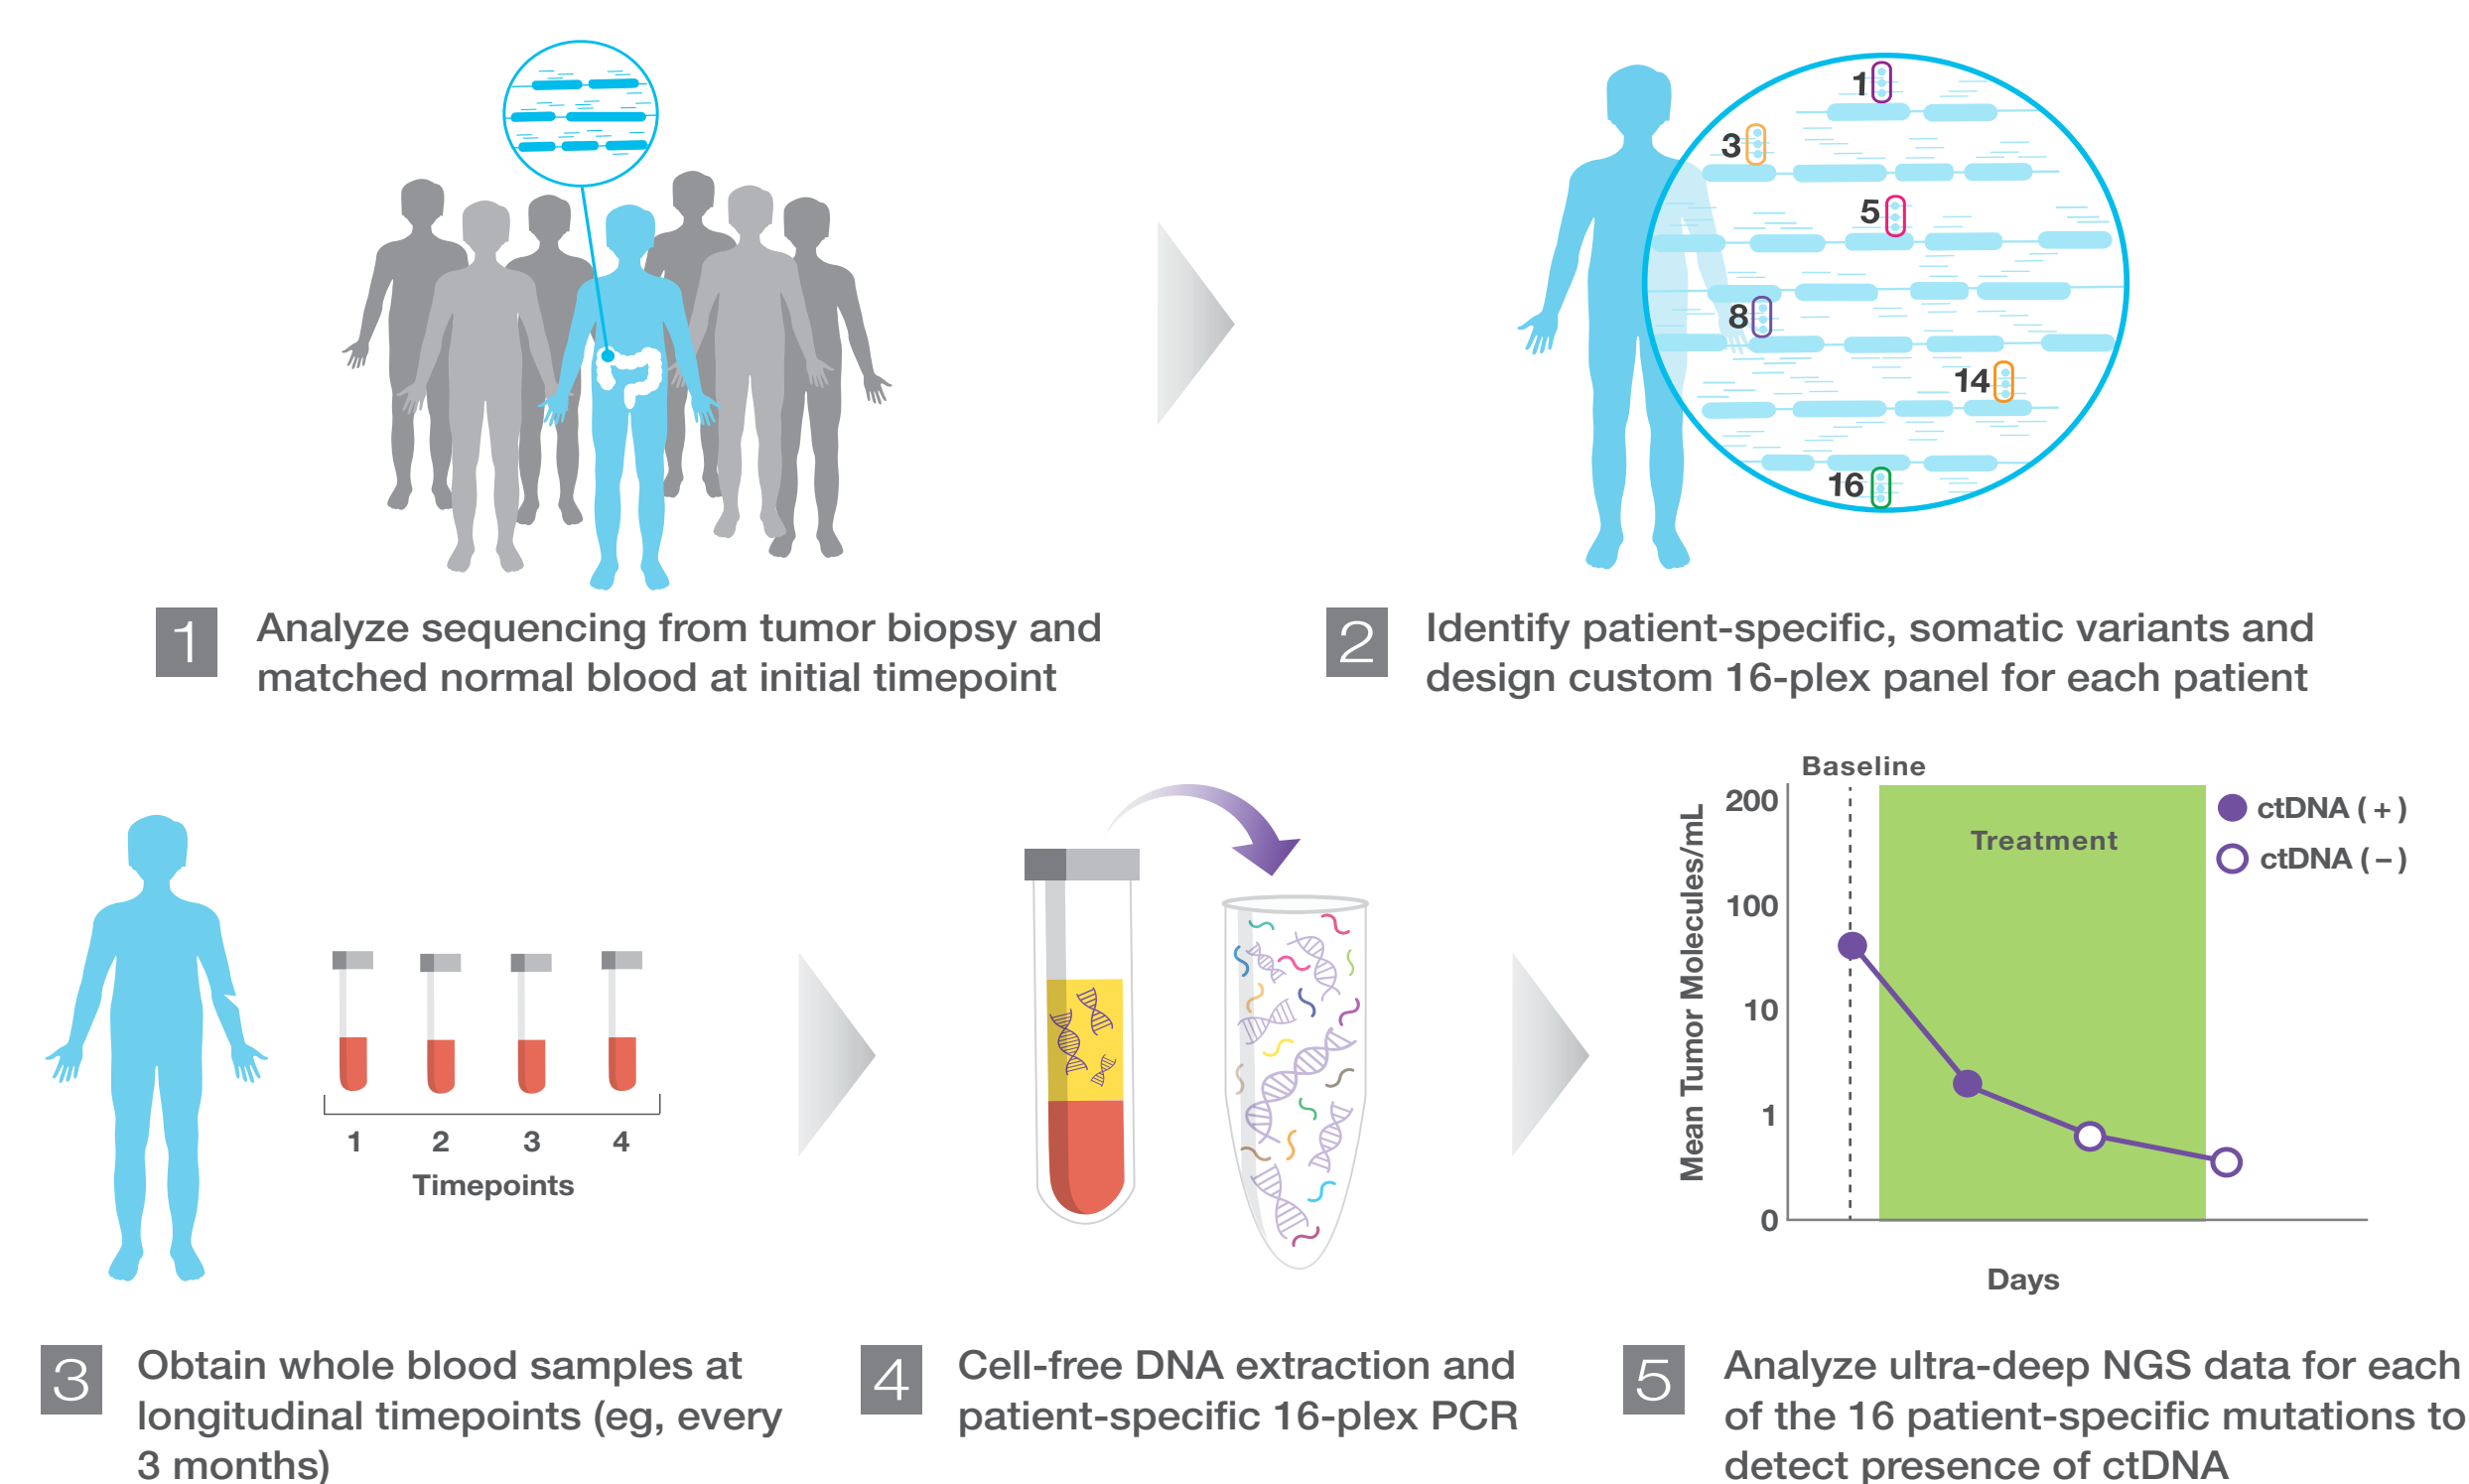 1
3
5
8
14
16
1 Analyze sequencing from tumor biopsy and
matched normal blood at initial timepoint
2 Identify patient-specific, somatic variants and
design custom 16-plex panel for each patient
1 2 3 4
Timepoints
Baseline
200
100
10
1
0
Mean Tumor Molecules/mL
Treatment
ctDNA (+)
ctDNA (−)
Days
3 Obtain whole blood samples at
longitudinal timepoints (eg, every
3 months)
4 Cell-free DNA extraction and
patient-specific 16-plex PCR
5 Analyze ultra-deep NGS data for each
of the 16 patient-specific mutations to
detect presence of ctDNA